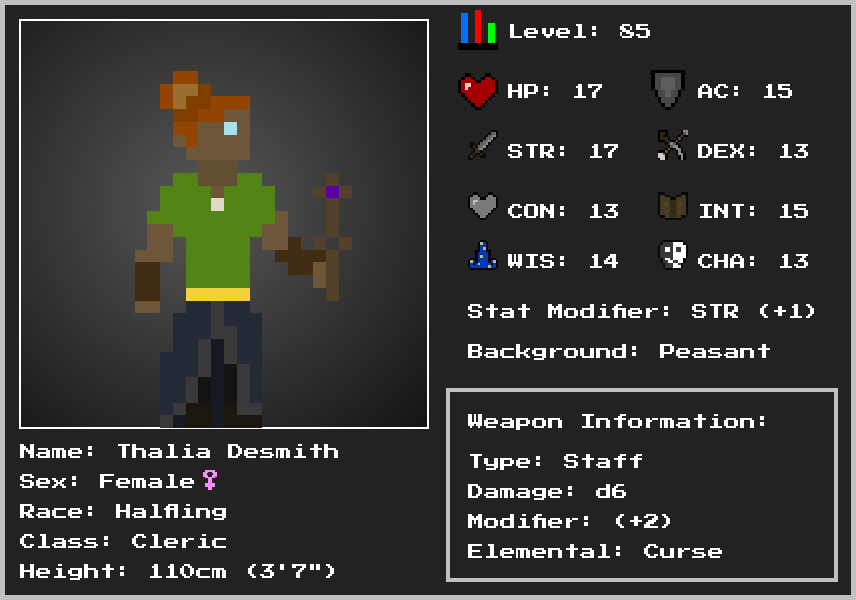 Level: 85
HP: 17
AC: 15
STR: 17
DEX: 13
CON: 13
INT: 15
WIS: 14
CHA: 13
Stat Modifier: STR (+1)
Background: Peasant
Weapon Information:
Type: Staff
Damage: d6
Modifier: (+2)
Elemental: Curse
Name: Thalia Desmith
Sex: Female♀
Race: Halfling
Class: Cleric
Height: 110cm (3'7")